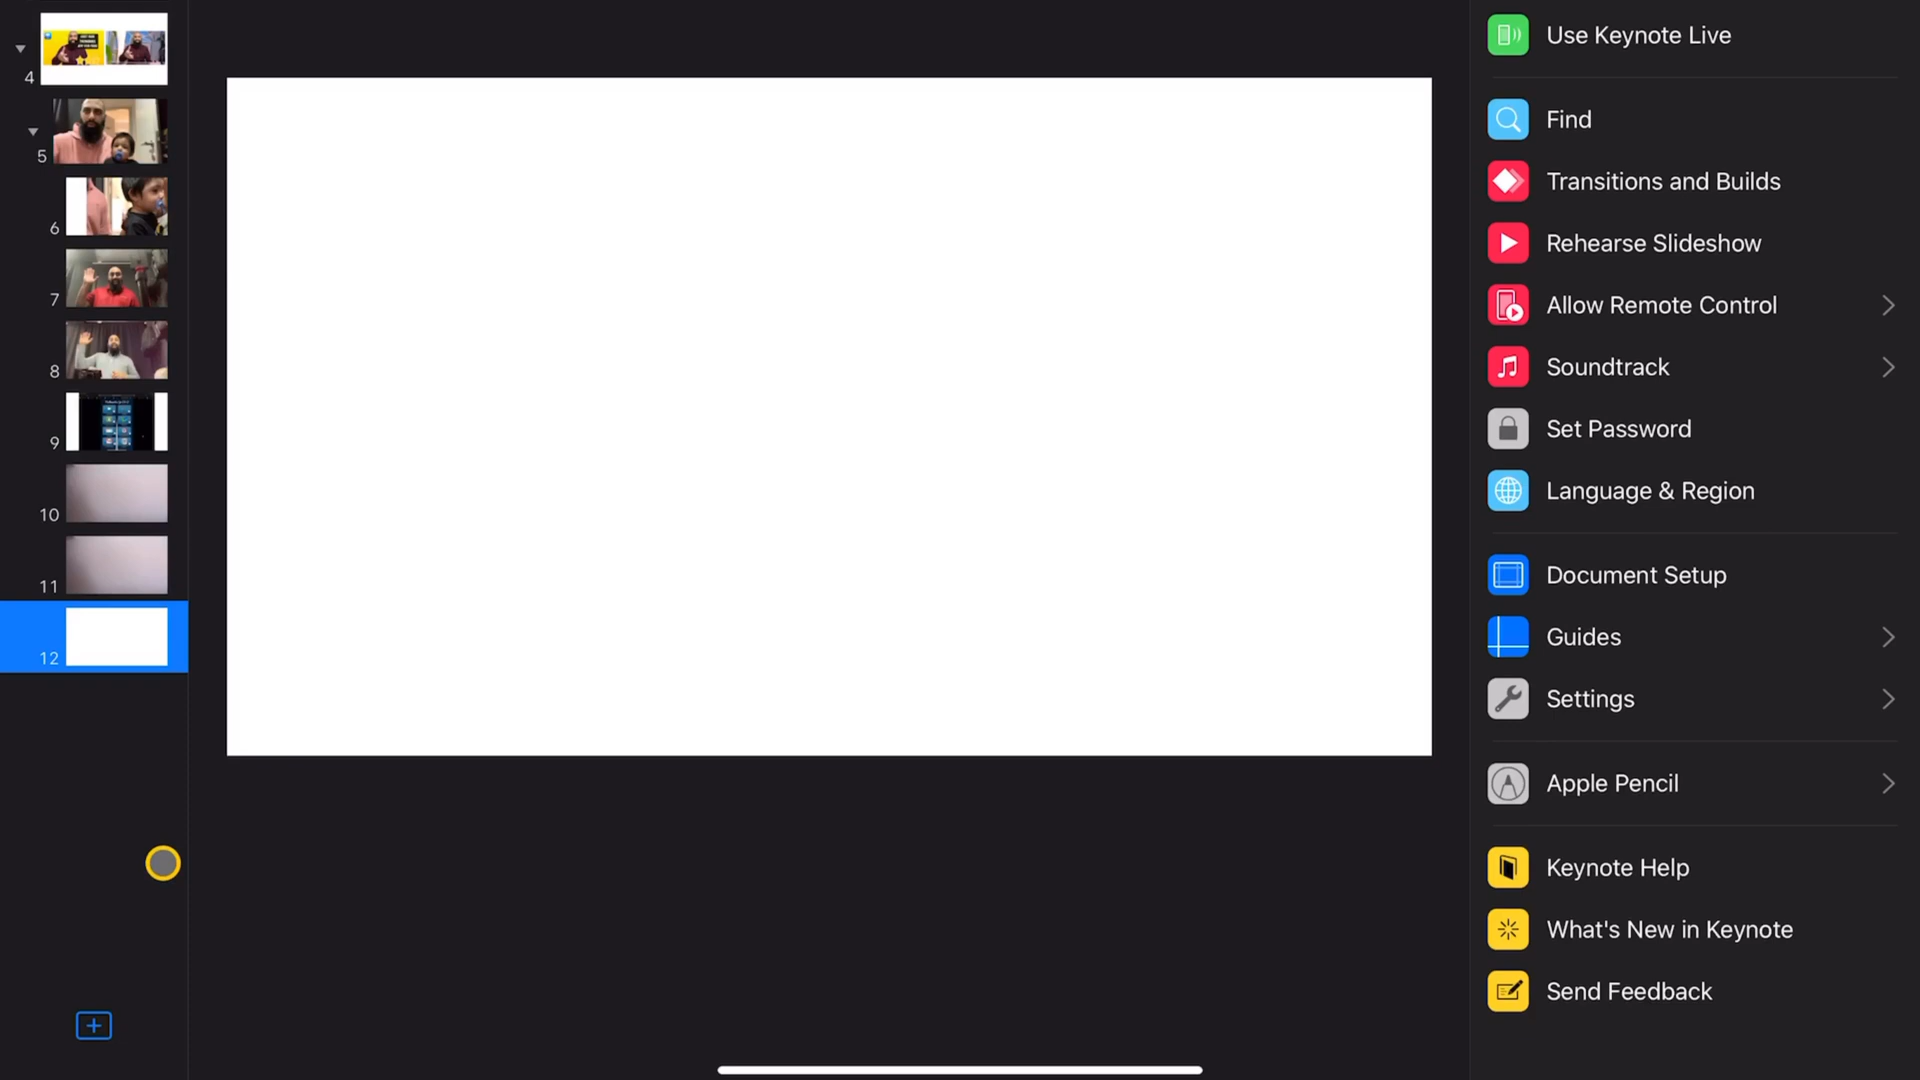 4
5
6
7
8
9
10
11
12
Use Keynote Live
Find
Transitions and Builds
Rehearse Slideshow
Allow Remote Control
Soundtrack
Set Password
Language & Region
Document Setup
Guides
Settings
Apple Pencil
Keynote Help
What's New in Keynote
Send Feedback